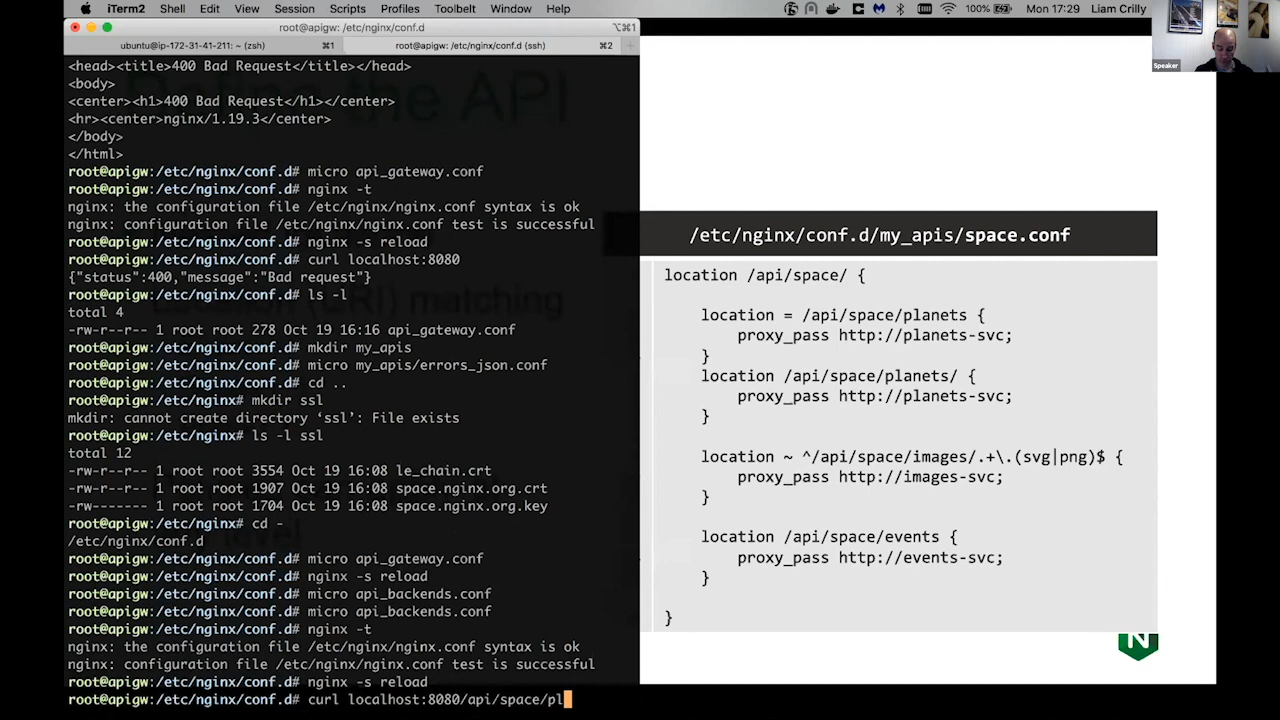 iTerm2 Shell Edit View Session Scripts Profiles Toolbelt Window Help 100% Mon 17:29 Liam Crilly
root@apigw: /etc/nginx/conf.d ⌥⌘1
ubuntu@ip-172-31-41-211: ~ (zsh) ⌘1 root@apigw: /etc/nginx/conf.d (ssh) ⌘2
Speaker
<head><title>400 Bad Request</title></head>
<body>
<center><h1>400 Bad Request</h1></center>
<hr><center>nginx/1.19.3</center>
</body>
</html>
root@apigw:/etc/nginx/conf.d# micro api_gateway.conf
root@apigw:/etc/nginx/conf.d# nginx -t
nginx: the configuration file /etc/nginx/nginx.conf syntax is ok
nginx: configuration file /etc/nginx/nginx.conf test is successful
root@apigw:/etc/nginx/conf.d# nginx -s reload
root@apigw:/etc/nginx/conf.d# curl localhost:8080
{"status":400,"message":"Bad request"}
root@apigw:/etc/nginx/conf.d# ls -l
total 4
-rw-r--r-- 1 root root 278 Oct 19 16:16 api_gateway.conf
root@apigw:/etc/nginx/conf.d# mkdir my_apis
root@apigw:/etc/nginx/conf.d# micro my_apis/errors_json.conf
root@apigw:/etc/nginx/conf.d# cd ..
root@apigw:/etc/nginx# mkdir ssl
mkdir: cannot create directory ‘ssl’: File exists
root@apigw:/etc/nginx# ls -l ssl
total 12
-rw-r--r-- 1 root root 3554 Oct 19 16:08 le_chain.crt
-rw-r--r-- 1 root root 1907 Oct 19 16:08 space.nginx.org.crt
-rw------- 1 root root 1704 Oct 19 16:08 space.nginx.org.key
root@apigw:/etc/nginx# cd -
/etc/nginx/conf.d
root@apigw:/etc/nginx/conf.d# micro api_gateway.conf
root@apigw:/etc/nginx/conf.d# nginx -s reload
root@apigw:/etc/nginx/conf.d# micro api_backends.conf
root@apigw:/etc/nginx/conf.d# micro api_backends.conf
root@apigw:/etc/nginx/conf.d# nginx -t
nginx: the configuration file /etc/nginx/nginx.conf syntax is ok
nginx: configuration file /etc/nginx/nginx.conf test is successful
root@apigw:/etc/nginx/conf.d# nginx -s reload
root@apigw:/etc/nginx/conf.d# curl localhost:8080/api/space/pl
the API
(URI) matching
level
/etc/nginx/conf.d/my_apis/space.conf
location /api/space/ {
location = /api/space/planets {
proxy_pass http://planets-svc;
}
location /api/space/planets/ {
proxy_pass http://planets-svc;
}
location ~ ^/api/space/images/.+\.(svg|png)$ {
proxy_pass http://images-svc;
}
location /api/space/events {
proxy_pass http://events-svc;
}
}
N